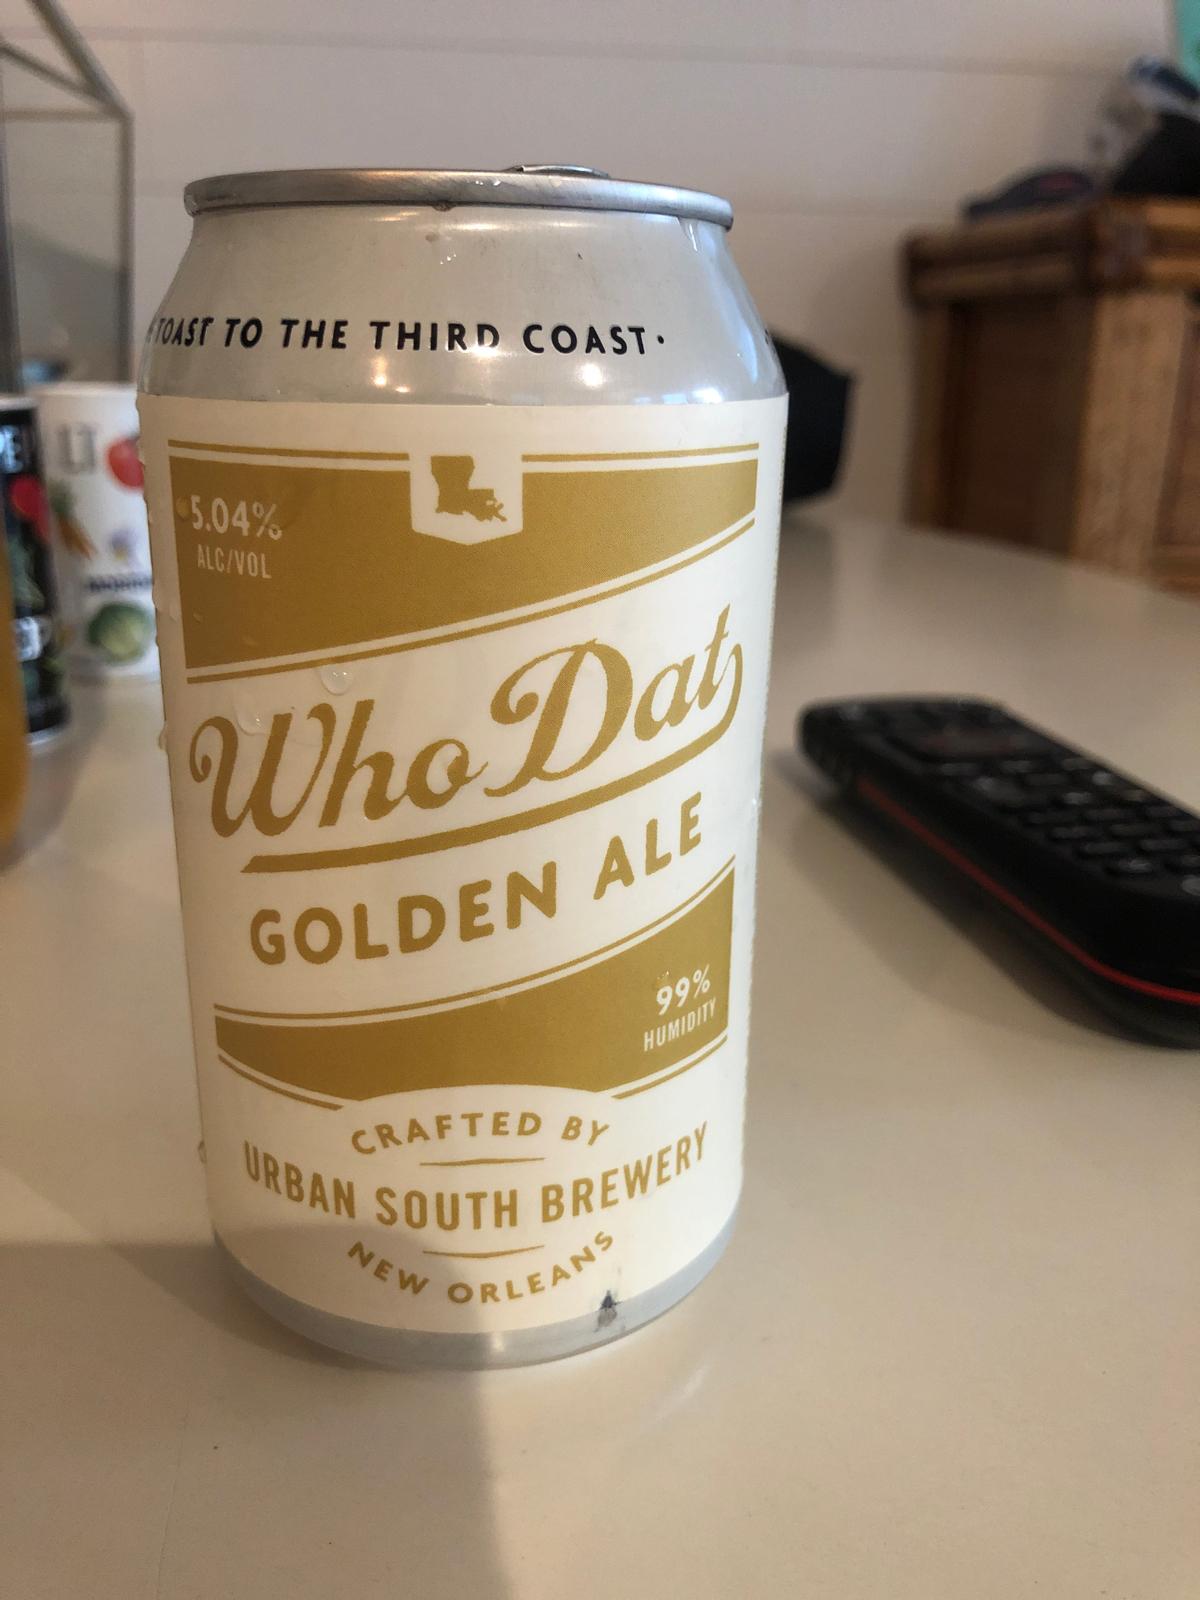 TOAST TO THE THIRD COAST·
5.04%
ALC/VOL
Who Dat
GOLDEN ALE
99%
HUMIDITY
CRAFTED BY
URBAN SOUTH BREWERY
NEW ORLEANS